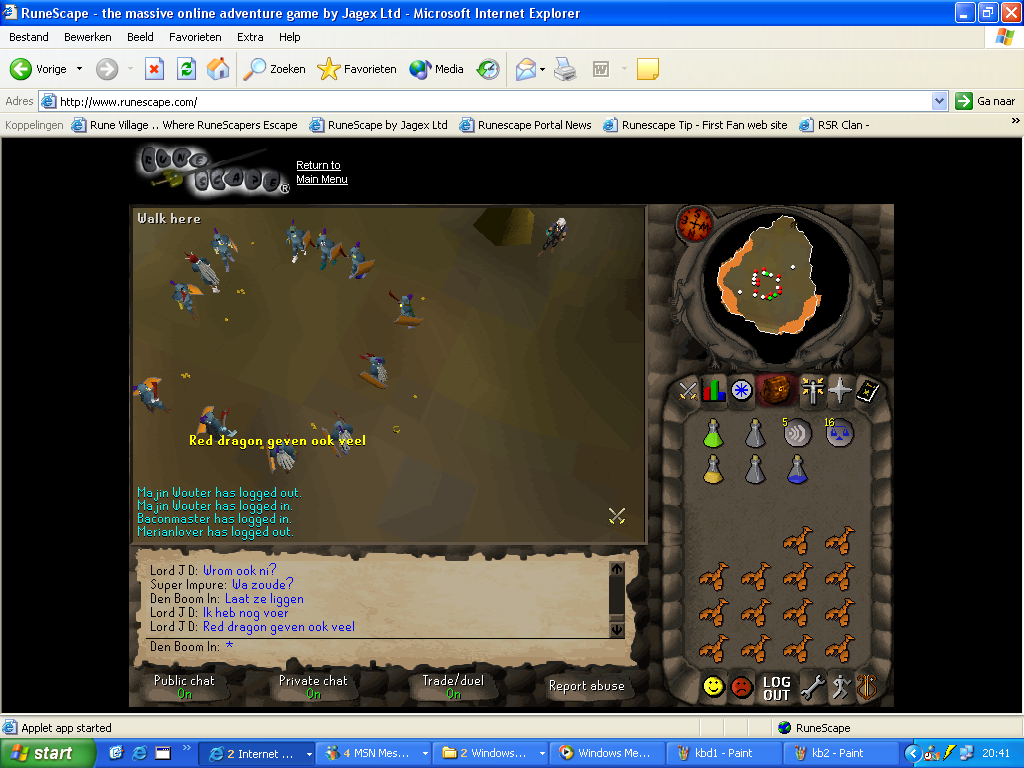 RuneScape - the massive online adventure game by Jagex Ltd - Microsoft Internet Explorer
Bestand Bewerken Beeld Favorieten Extra Help
Vorige Zoeken Favorieten Media
Adres http://www.runescape.com/ Ga naar
Koppelingen Rune Village .. Where RuneScapers Escape RuneScape by Jagex Ltd Runescape Portal News Runescape Tip - First Fan web site RSR Clan - »
RUNE
SCAPE®
Return to
Main Menu
Walk here
5 16
Red dragon geven ook veel
Majin Wouter has logged out.
Majin Wouter has logged in.
Baconmaster has logged in.
Merianlover has logged out.
Lord J D: Wrom ook ni?
Super Impure: Wa zoude?
Den Boom In: Laat ze liggen
Lord J D: Ik heb nog voer
Lord J D: Red dragon geven ook veel
Den Boom In: *
Public chat
On
Private chat
On
Trade/duel
On
Report abuse
LOG
OUT
Applet app started RuneScape
start » 2 Internet ... 4 MSN Mes... 2 Windows... Windows Me... kbd1 - Paint kb2 - Paint 20:41